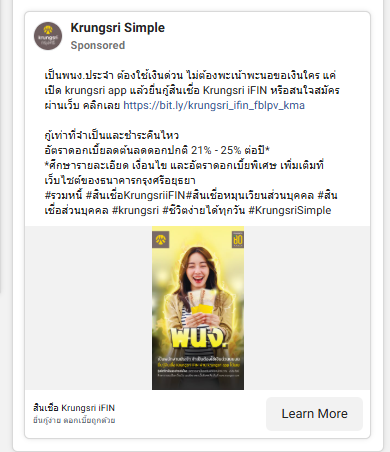 Krungsri Simple
Sponsored
เป็นพนง.ประจำ ต้องใช้เงินด่วน ไม่ต้องพะเน้าพะนอขอเงินใคร แค่
เปิด krungsri app แล้วยื่นกู้สินเชื่อ Krungsri iFIN หรือสนใจสมัคร
ผ่านเว็บ คลิกเลย https://bit.ly/krungsri_ifin_fblpv_kma
กู้เท่าที่จำเป็นและชำระคืนไหว
อัตราดอกเบี้ยลดต้นลดดอกปกติ 21% - 25% ต่อปี*
*ศึกษารายละเอียด เงื่อนไข และอัตราดอกเบี้ยพิเศษ เพิ่มเติมที่
เว็บไซต์ของธนาคารกรุงศรีอยุธยา
#รวมหนี้ #สินเชื่อKrungsriiFIN#สินเชื่อหมุนเวียนส่วนบุคคล #สิน
เชื่อส่วนบุคคล #krungsri #ชีวิตง่ายได้ทุกวัน #KrungsriSimple
พนง.
สินเชื่อ Krungsri iFIN
ยื่นกู้ง่าย ดอกเบี้ยถูกด้วย
Learn More